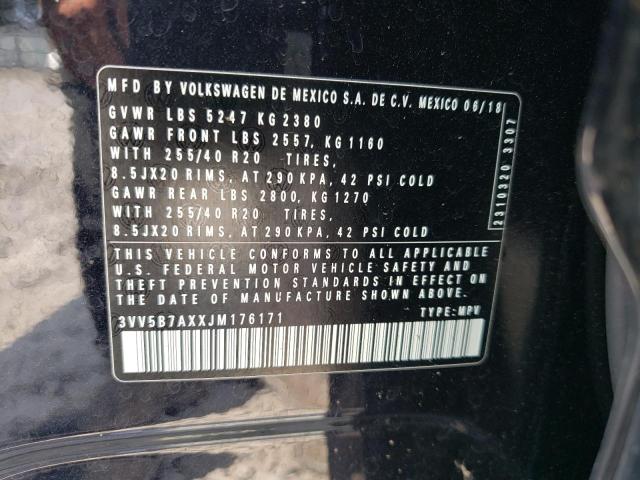 MFD BY VOLKSWAGEN DE MEXICO S.A. DE C.V. MEXICO 06/18
GVWR LBS 5247 KG 2380
GAWR FRONT LBS 2557, KG 1160
WITH 255/40 R20 TIRES,
8.5JX20 RIMS, AT 290 KPA, 42 PSI COLD
GAWR REAR LBS 2800, KG 1270
WITH 255/40 R20 TIRES,
8.5JX20 RIMS, AT 290 KPA, 42 PSI COLD
2310320 3307
THIS VEHICLE CONFORMS TO ALL APPLICABLE
U.S. FEDERAL MOTOR VEHICLE SAFETY AND
THEFT PREVENTION STANDARDS IN EFFECT ON
THE DATE OF MANUFACTURE SHOWN ABOVE.
3VV5B7AXXJM176171 TYPE:MPV